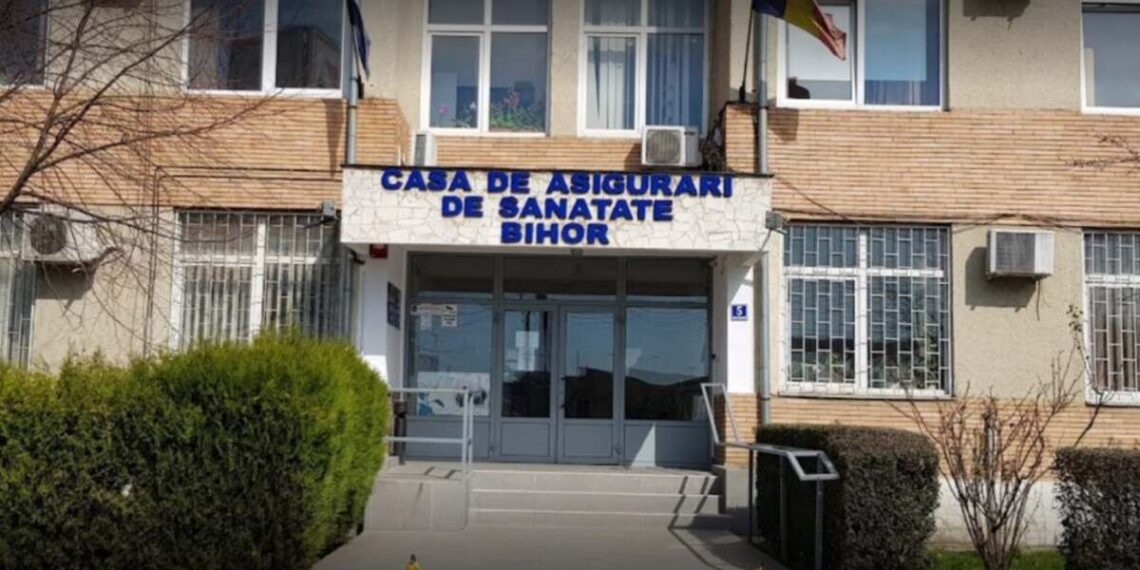 CASA DE ASIGURARI
DE SANATATE
BIHOR
5